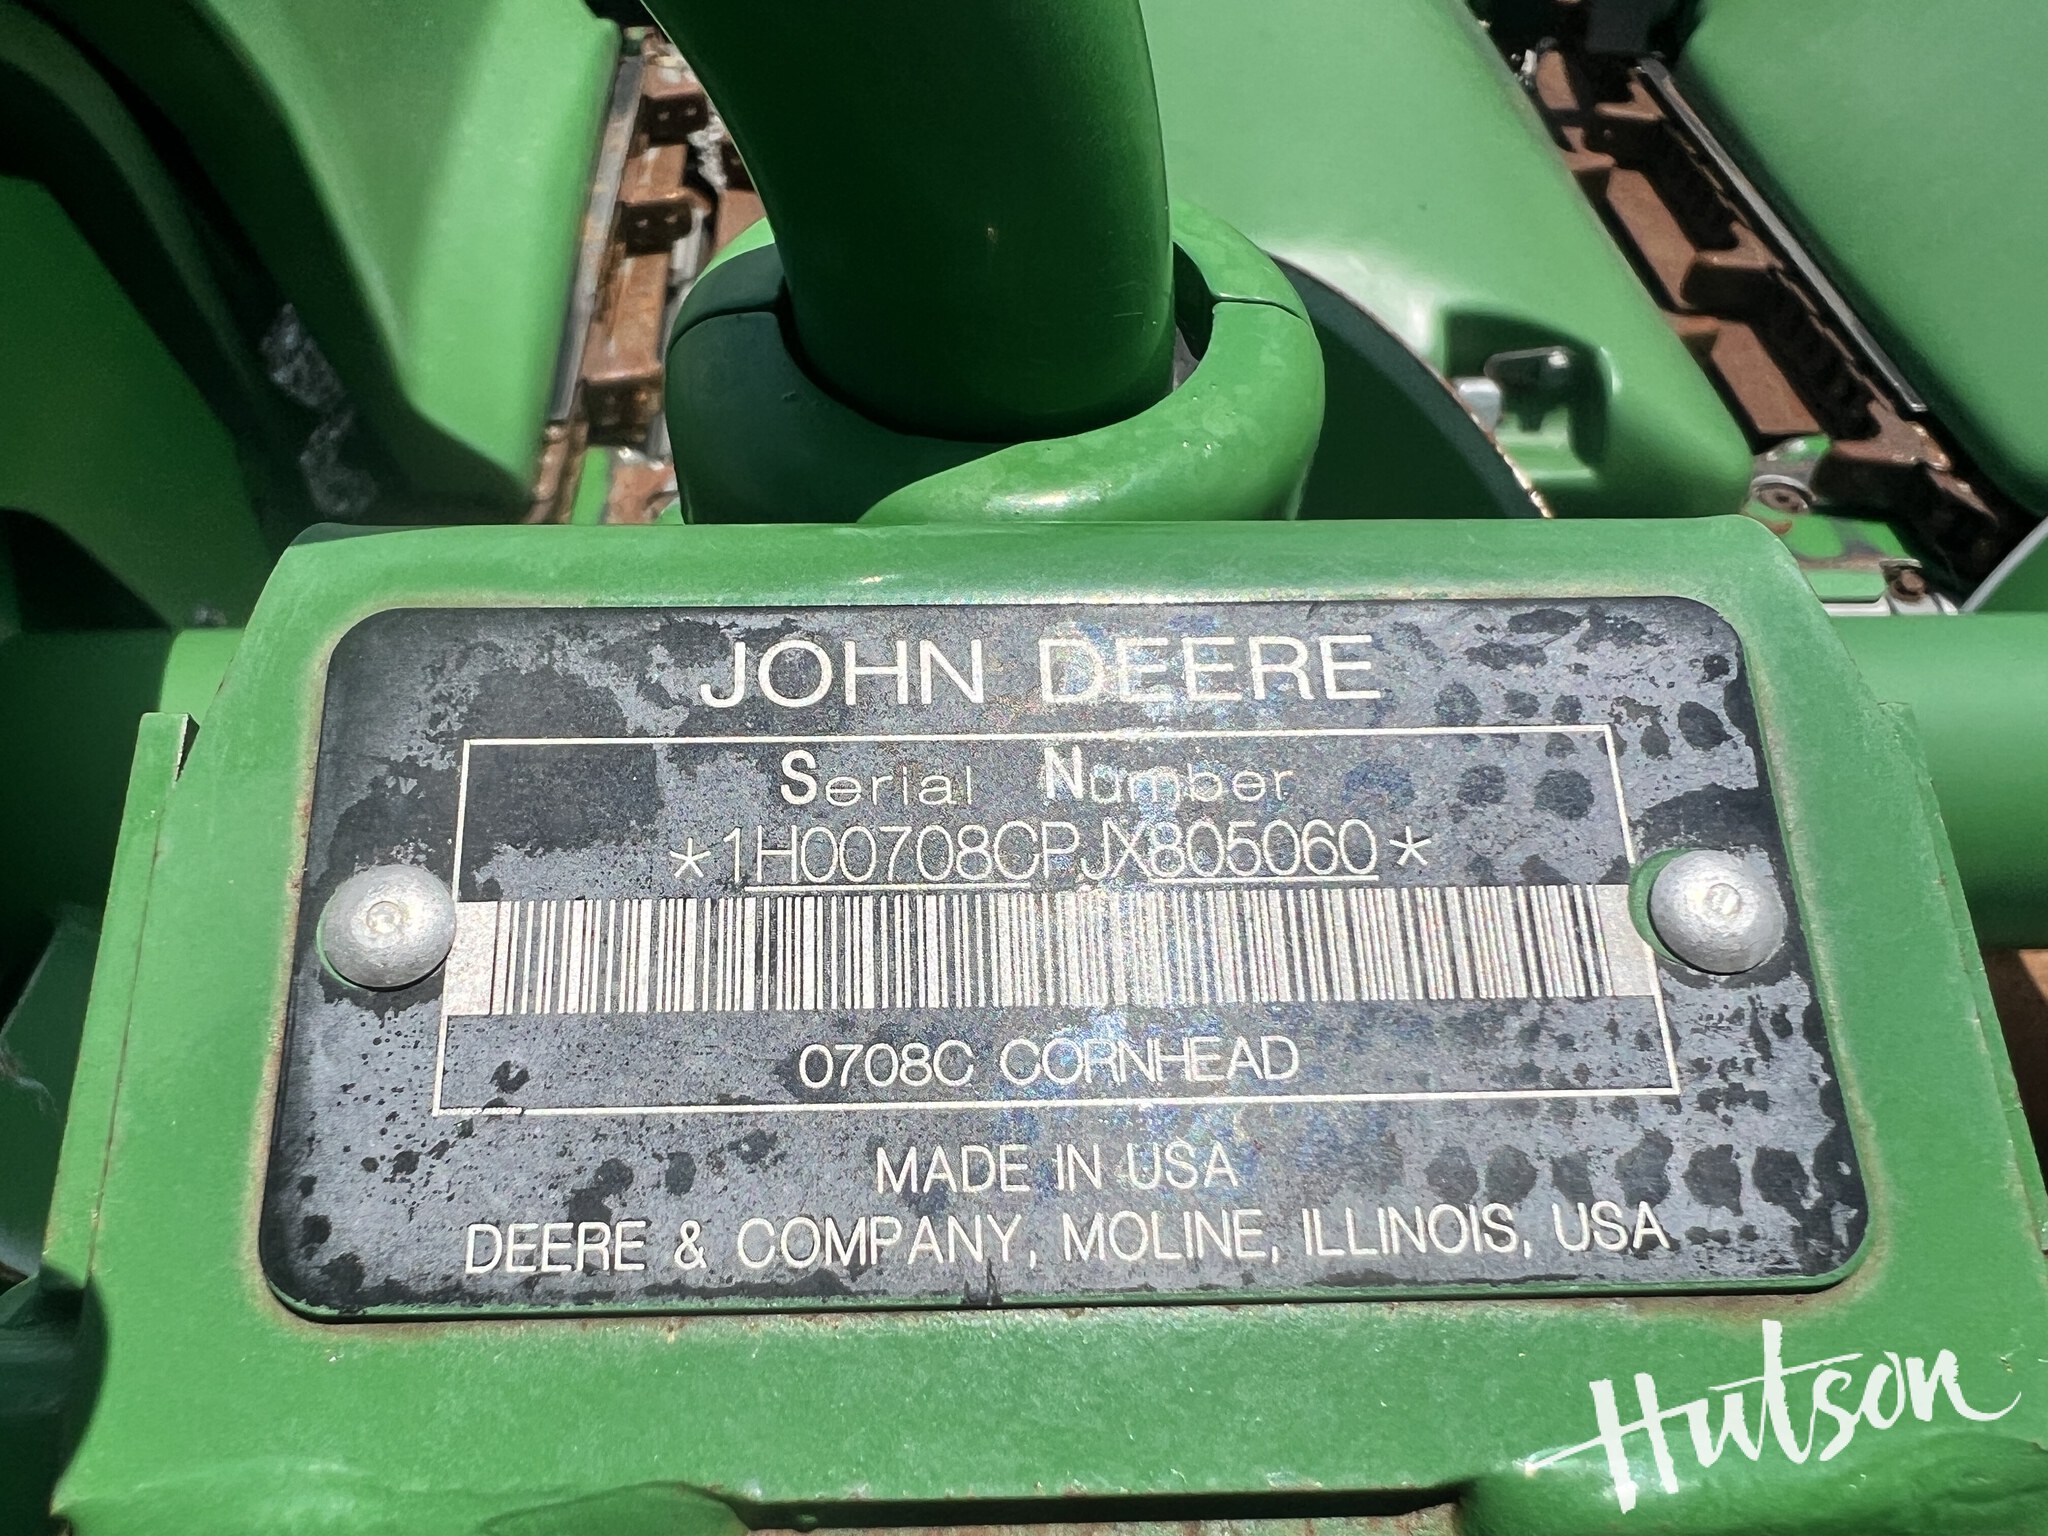 JOHN DEERE
Serial Number
*1H00708CPJX805060*
0708C CORNHEAD
MADE IN USA
DEERE & COMPANY, MOLINE, ILLINOIS, USA
Hutson